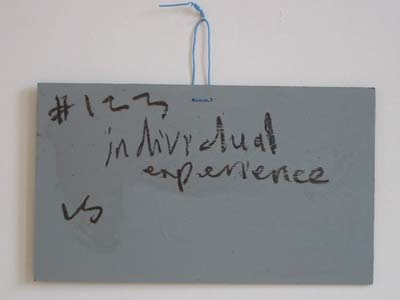 #123
individual
experience
vs